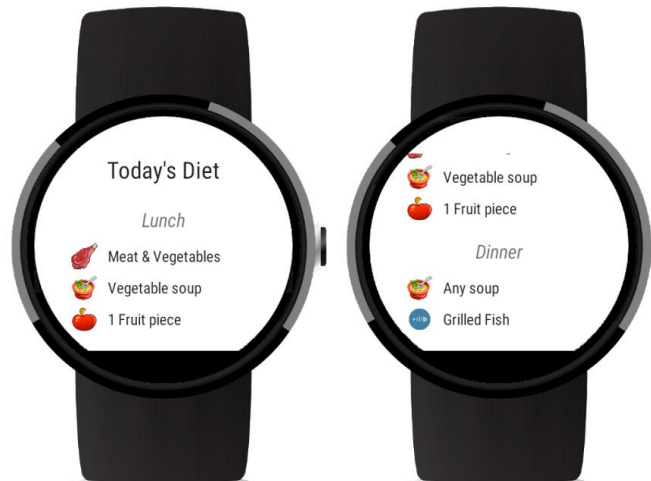 Today's Diet
Lunch
Meat & Vegetables
Vegetable soup
1 Fruit piece
Vegetable soup
1 Fruit piece
Dinner
Any soup
Grilled Fish